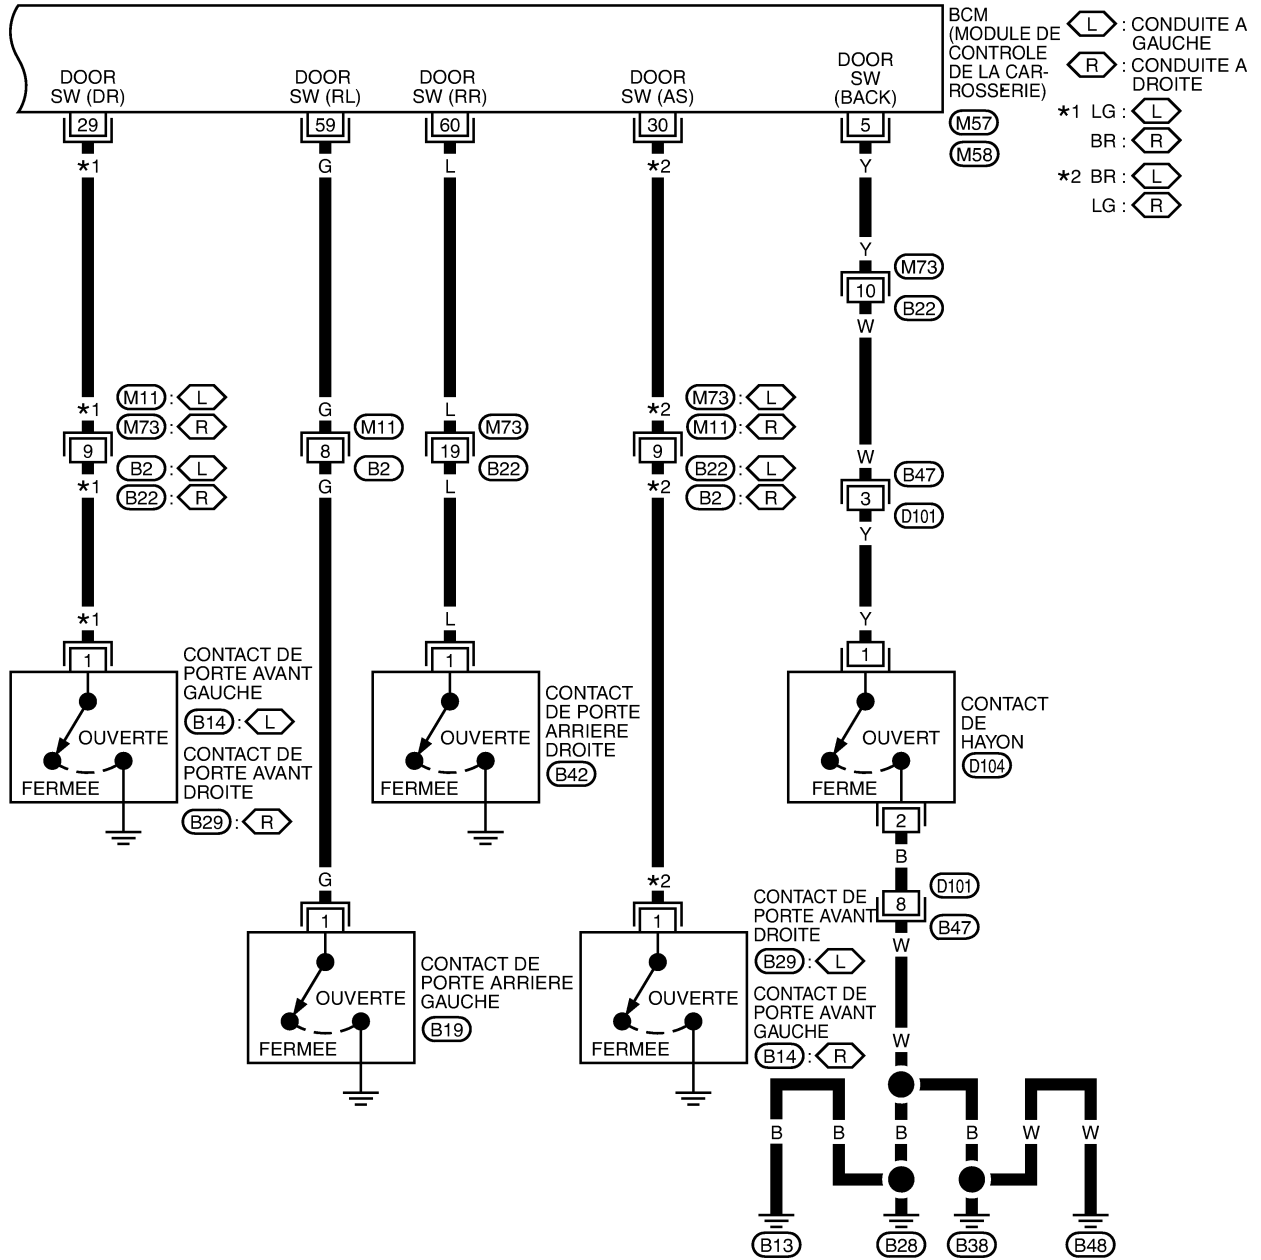 BCM
(MODULE DE
CONTROLE
DE LA CAR-
ROSSERIE)
M57
M58
L : CONDUITE A
GAUCHE
R : CONDUITE A
DROITE
*1 LG : L
BR : R
*2 BR : L
LG : R
DOOR
SW (DR)
DOOR
SW (RL)
DOOR
SW (RR)
DOOR
SW (AS)
DOOR
SW
(BACK)
29
59
60
30
5
*1
G
L
*2
Y
Y
M73
10
B22
W
*1
M11 : L
M73 : R
9
B2 : L
B22 : R
*1
G
M11
8
B2
G
L
M73
19
B22
L
*2
M73 : L
M11 : R
9
B22 : L
B2 : R
*2
W
B47
3
D101
Y
*1
L
Y
1
OUVERTE
FERMEE
CONTACT DE
PORTE AVANT
GAUCHE
B14 : L
CONTACT DE
PORTE AVANT
DROITE
B29 : R
1
OUVERTE
FERMEE
CONTACT
DE PORTE
ARRIERE
DROITE
B42
1
OUVERT
FERME
CONTACT
DE
HAYON
D104
2
B
D101
8
B47
W
W
G
1
OUVERTE
FERMEE
CONTACT DE
PORTE ARRIERE
GAUCHE
B19
*2
1
OUVERTE
FERMEE
CONTACT DE
PORTE AVANT
DROITE
B29 : L
CONTACT DE
PORTE AVANT
GAUCHE
B14 : R
B
B
B
B
W
W
B13
B28
B38
B48